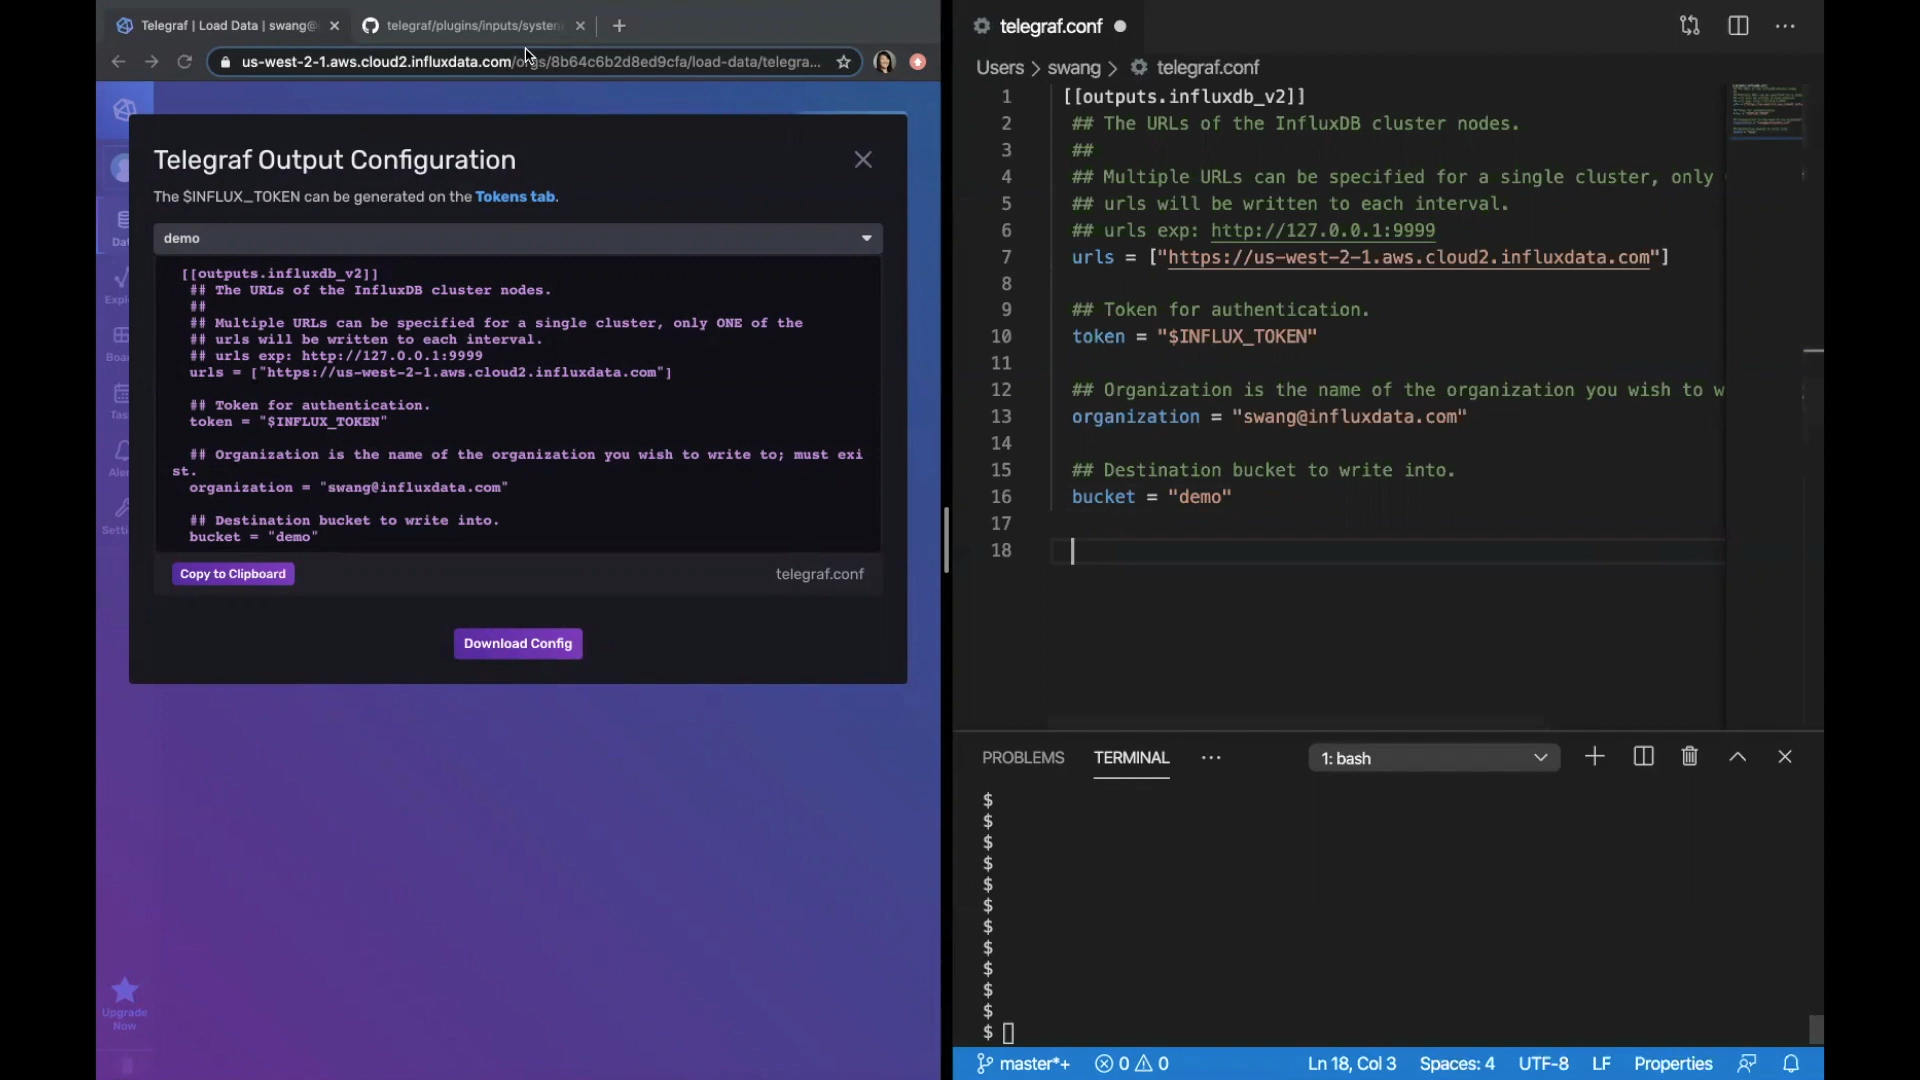 Telegraf | Load Data | swang@
telegraf/plugins/inputs/system
us-west-2-1.aws.cloud2.influxdata.com/orgs/8b64c6b2d8ed9cfa/load-data/telegra...
Telegraf Output Configuration
The $INFLUX_TOKEN can be generated on the Tokens tab.
demo
[[outputs.influxdb_v2]]
## The URLs of the InfluxDB cluster nodes.
##
## Multiple URLs can be specified for a single cluster, only ONE of the
## urls will be written to each interval.
## urls exp: http://127.0.0.1:9999
urls = ["https://us-west-2-1.aws.cloud2.influxdata.com"]
## Token for authentication.
token = "$INFLUX_TOKEN"
## Organization is the name of the organization you wish to write to; must exi
st.
organization = "swang@influxdata.com"
## Destination bucket to write into.
bucket = "demo"
Copy to Clipboard
telegraf.conf
Download Config
Upgrade
Now
telegraf.conf
Users > swang > telegraf.conf
1 [[outputs.influxdb_v2]]
2 ## The URLs of the InfluxDB cluster nodes.
3 ##
4 ## Multiple URLs can be specified for a single cluster, only
5 ## urls will be written to each interval.
6 ## urls exp: http://127.0.0.1:9999
7 urls = ["https://us-west-2-1.aws.cloud2.influxdata.com"]
8
9 ## Token for authentication.
10 token = "$INFLUX_TOKEN"
11
12 ## Organization is the name of the organization you wish to w
13 organization = "swang@influxdata.com"
14
15 ## Destination bucket to write into.
16 bucket = "demo"
17
18
PROBLEMS
TERMINAL
...
1: bash
$
$
$
$
$
$
$
$
$
$
$
$
master*+
0
0
Ln 18, Col 3
Spaces: 4
UTF-8
LF
Properties